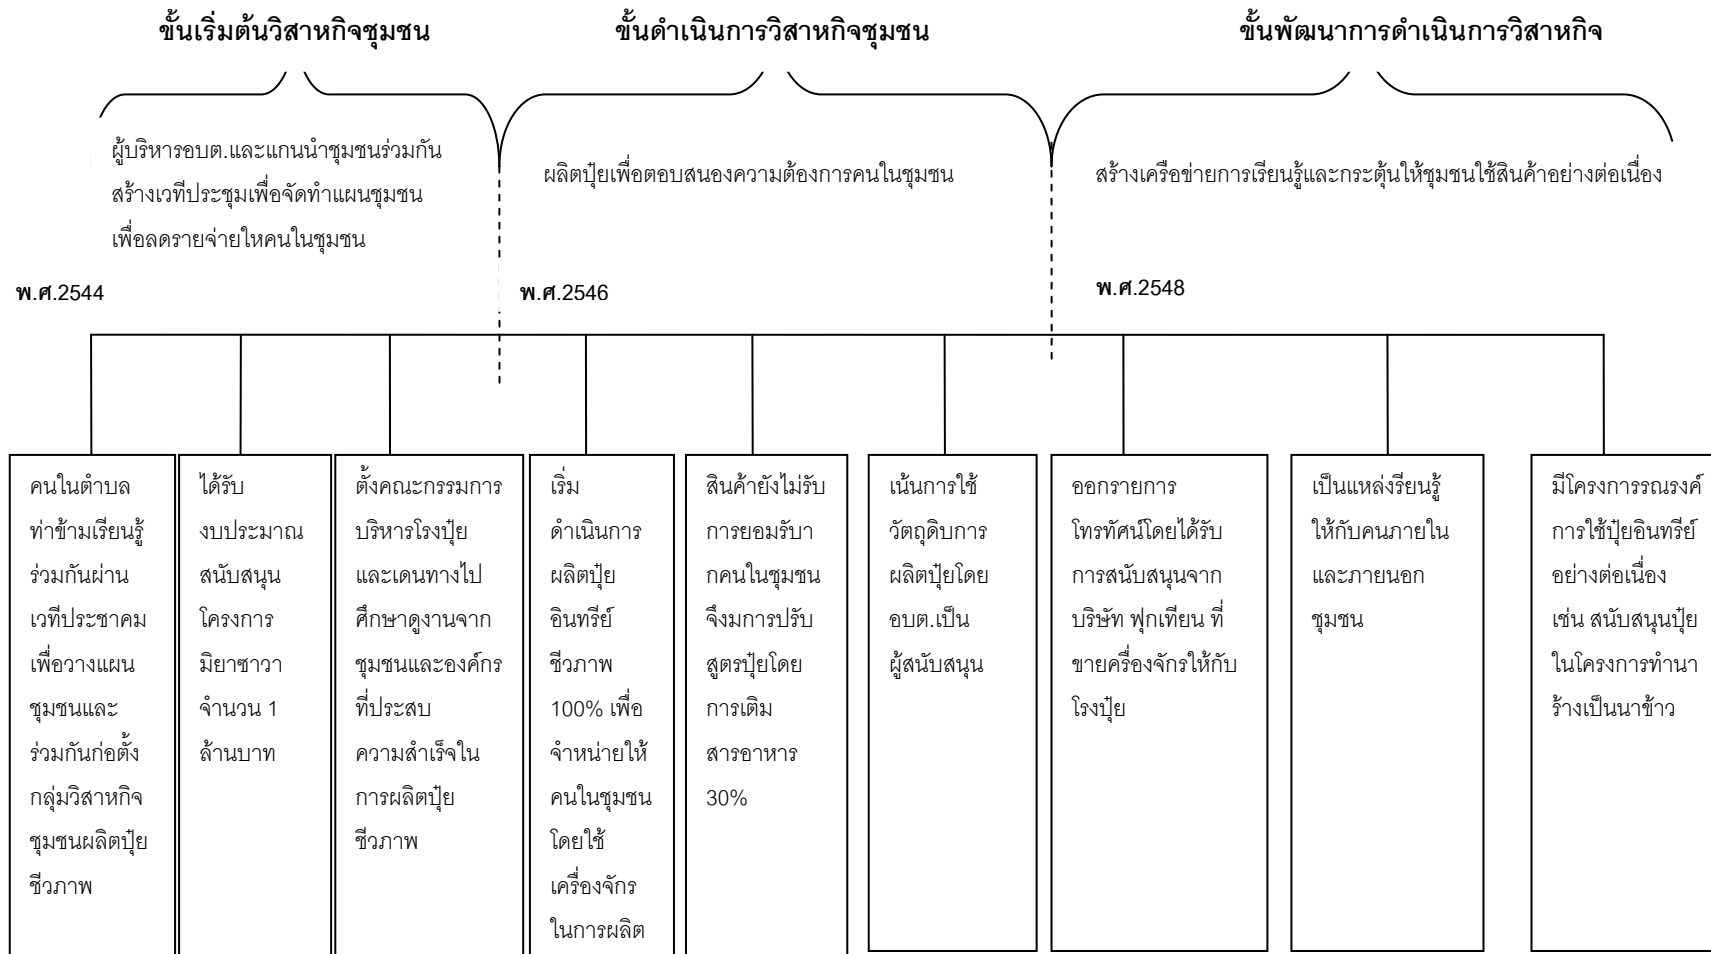 ขั้นเริ่มต้นวิสาหกิจชุมชน
ขั้นดำเนินการวิสาหกิจชุมชน
ขั้นพัฒนาการดำเนินการวิสาหกิจ
ผู้บริหารอบต.และแกนนำชุมชนร่วมกัน
สร้างเวทีประชุมเพื่อจัดทำแผนชุมชน
เพื่อลดรายจ่ายใหคนในชุมชน
ผลิตปุ๋ยเพื่อตอบสนองความต้องการคนในชุมชน
สร้างเครือข่ายการเรียนรู้และกระตุ้นให้ชุมชนใช้สินค้าอย่างต่อเนื่อง
พ.ศ.2544
พ.ศ.2546
พ.ศ.2548
คนในตำบล
ท่าข้ามเรียนรู้
ร่วมกันผ่าน
เวทีประชาคม
เพื่อวางแผน
ชุมชนและ
ร่วมกันก่อตั้ง
กลุ่มวิสาหกิจ
ชุมชนผลิตปุ๋ย
ชีวภาพ
ได้รับ
งบประมาณ
สนับสนุน
โครงการ
มิยาซาวา
จำนวน 1
ล้านบาท
ตั้งคณะกรรมการ
บริหารโรงปุ๋ย
และเดนทางไป
ศึกษาดูงานจาก
ชุมชนและองค์กร
ที่ประสบ
ความสำเร็จใน
การผลิตปุ๋ย
ชีวภาพ
เริ่ม
ดำเนินการ
ผลิตปุ๋ย
อินทรีย์
ชีวภาพ
100% เพื่อ
จำหน่ายให้
คนในชุมชน
โดยใช้
เครื่องจักร
ในการผลิต
สินค้ายังไม่รับ
การยอมรับา
กคนในชุมชน
จึงมการปรับ
สูตรปุ๋ยโดย
การเติม
สารอาหาร
30%
เน้นการใช้
วัตถุดิบการ
ผลิตปุ๋ยโดย
อบต.เป็น
ผู้สนับสนุน
ออกรายการ
โทรทัศน์โดยได้รับ
การสนับสนุนจาก
บริษัท ฟุกเทียน ที่
ขายครื่องจักรให้กับ
โรงปุ๋ย
เป็นแหล่งรียนรู้
ให้กับคนภายใน
และภายนอก
ชุมชน
มีโครงการรณรงค์
การใช้ปุ๋ยอินทรีย์
อย่างต่อเนื่อง
เช่น สนับสนุนปุ๋ย
ในโครงการทำนา
ร้างเป็นนาข้าว